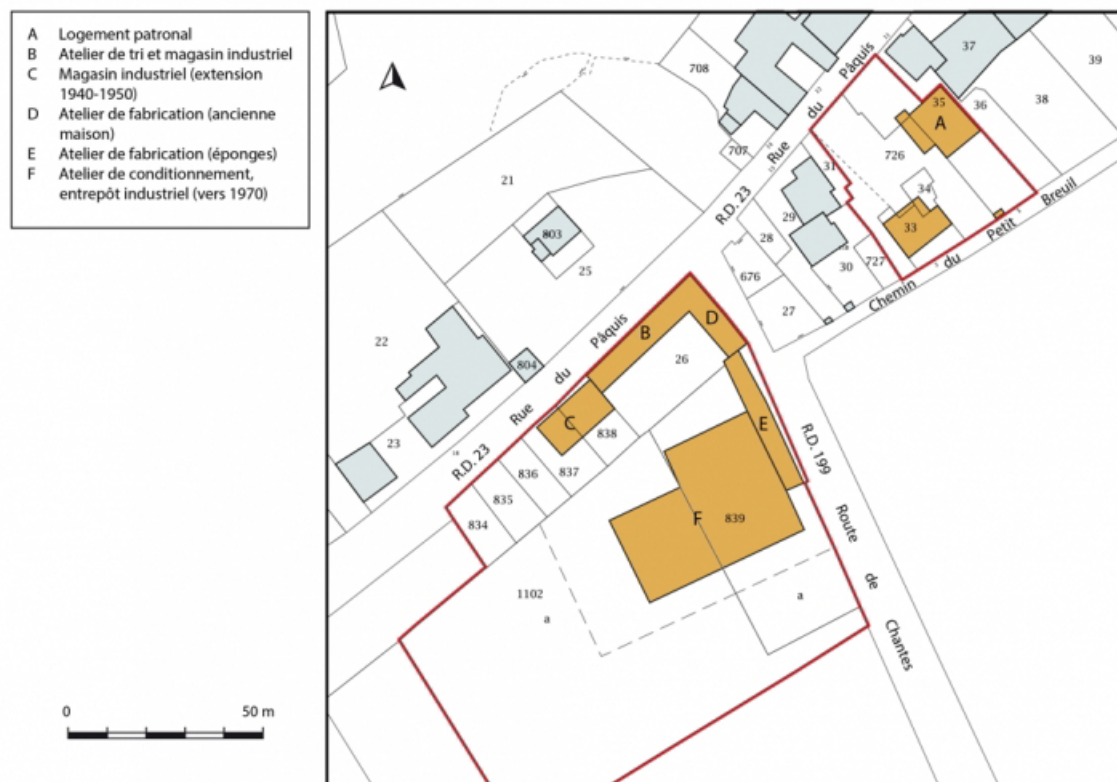 A Logement patronal
B Atelier de tri et magasin industriel
C Magasin industriel (extension
1940-1950)
D Atelier de fabrication (ancienne
maison)
E Atelier de fabrication (éponges)
F Atelier de conditionnement,
entrepôt industriel (vers 1970)
0 50 m
708
707
21
803
25
22
804
23
R.D. 23 Rue du Pâquis
R.D. 23 Rue du Pâquis
37
39
38
36
35
A
726
34
33
31
29
28
676
30
727
27
Chemin du Petit Breuil
B
D
26
C
838
837
836
835
834
E
F
839
a
1102
a
R.D. 199 Route de Chantes